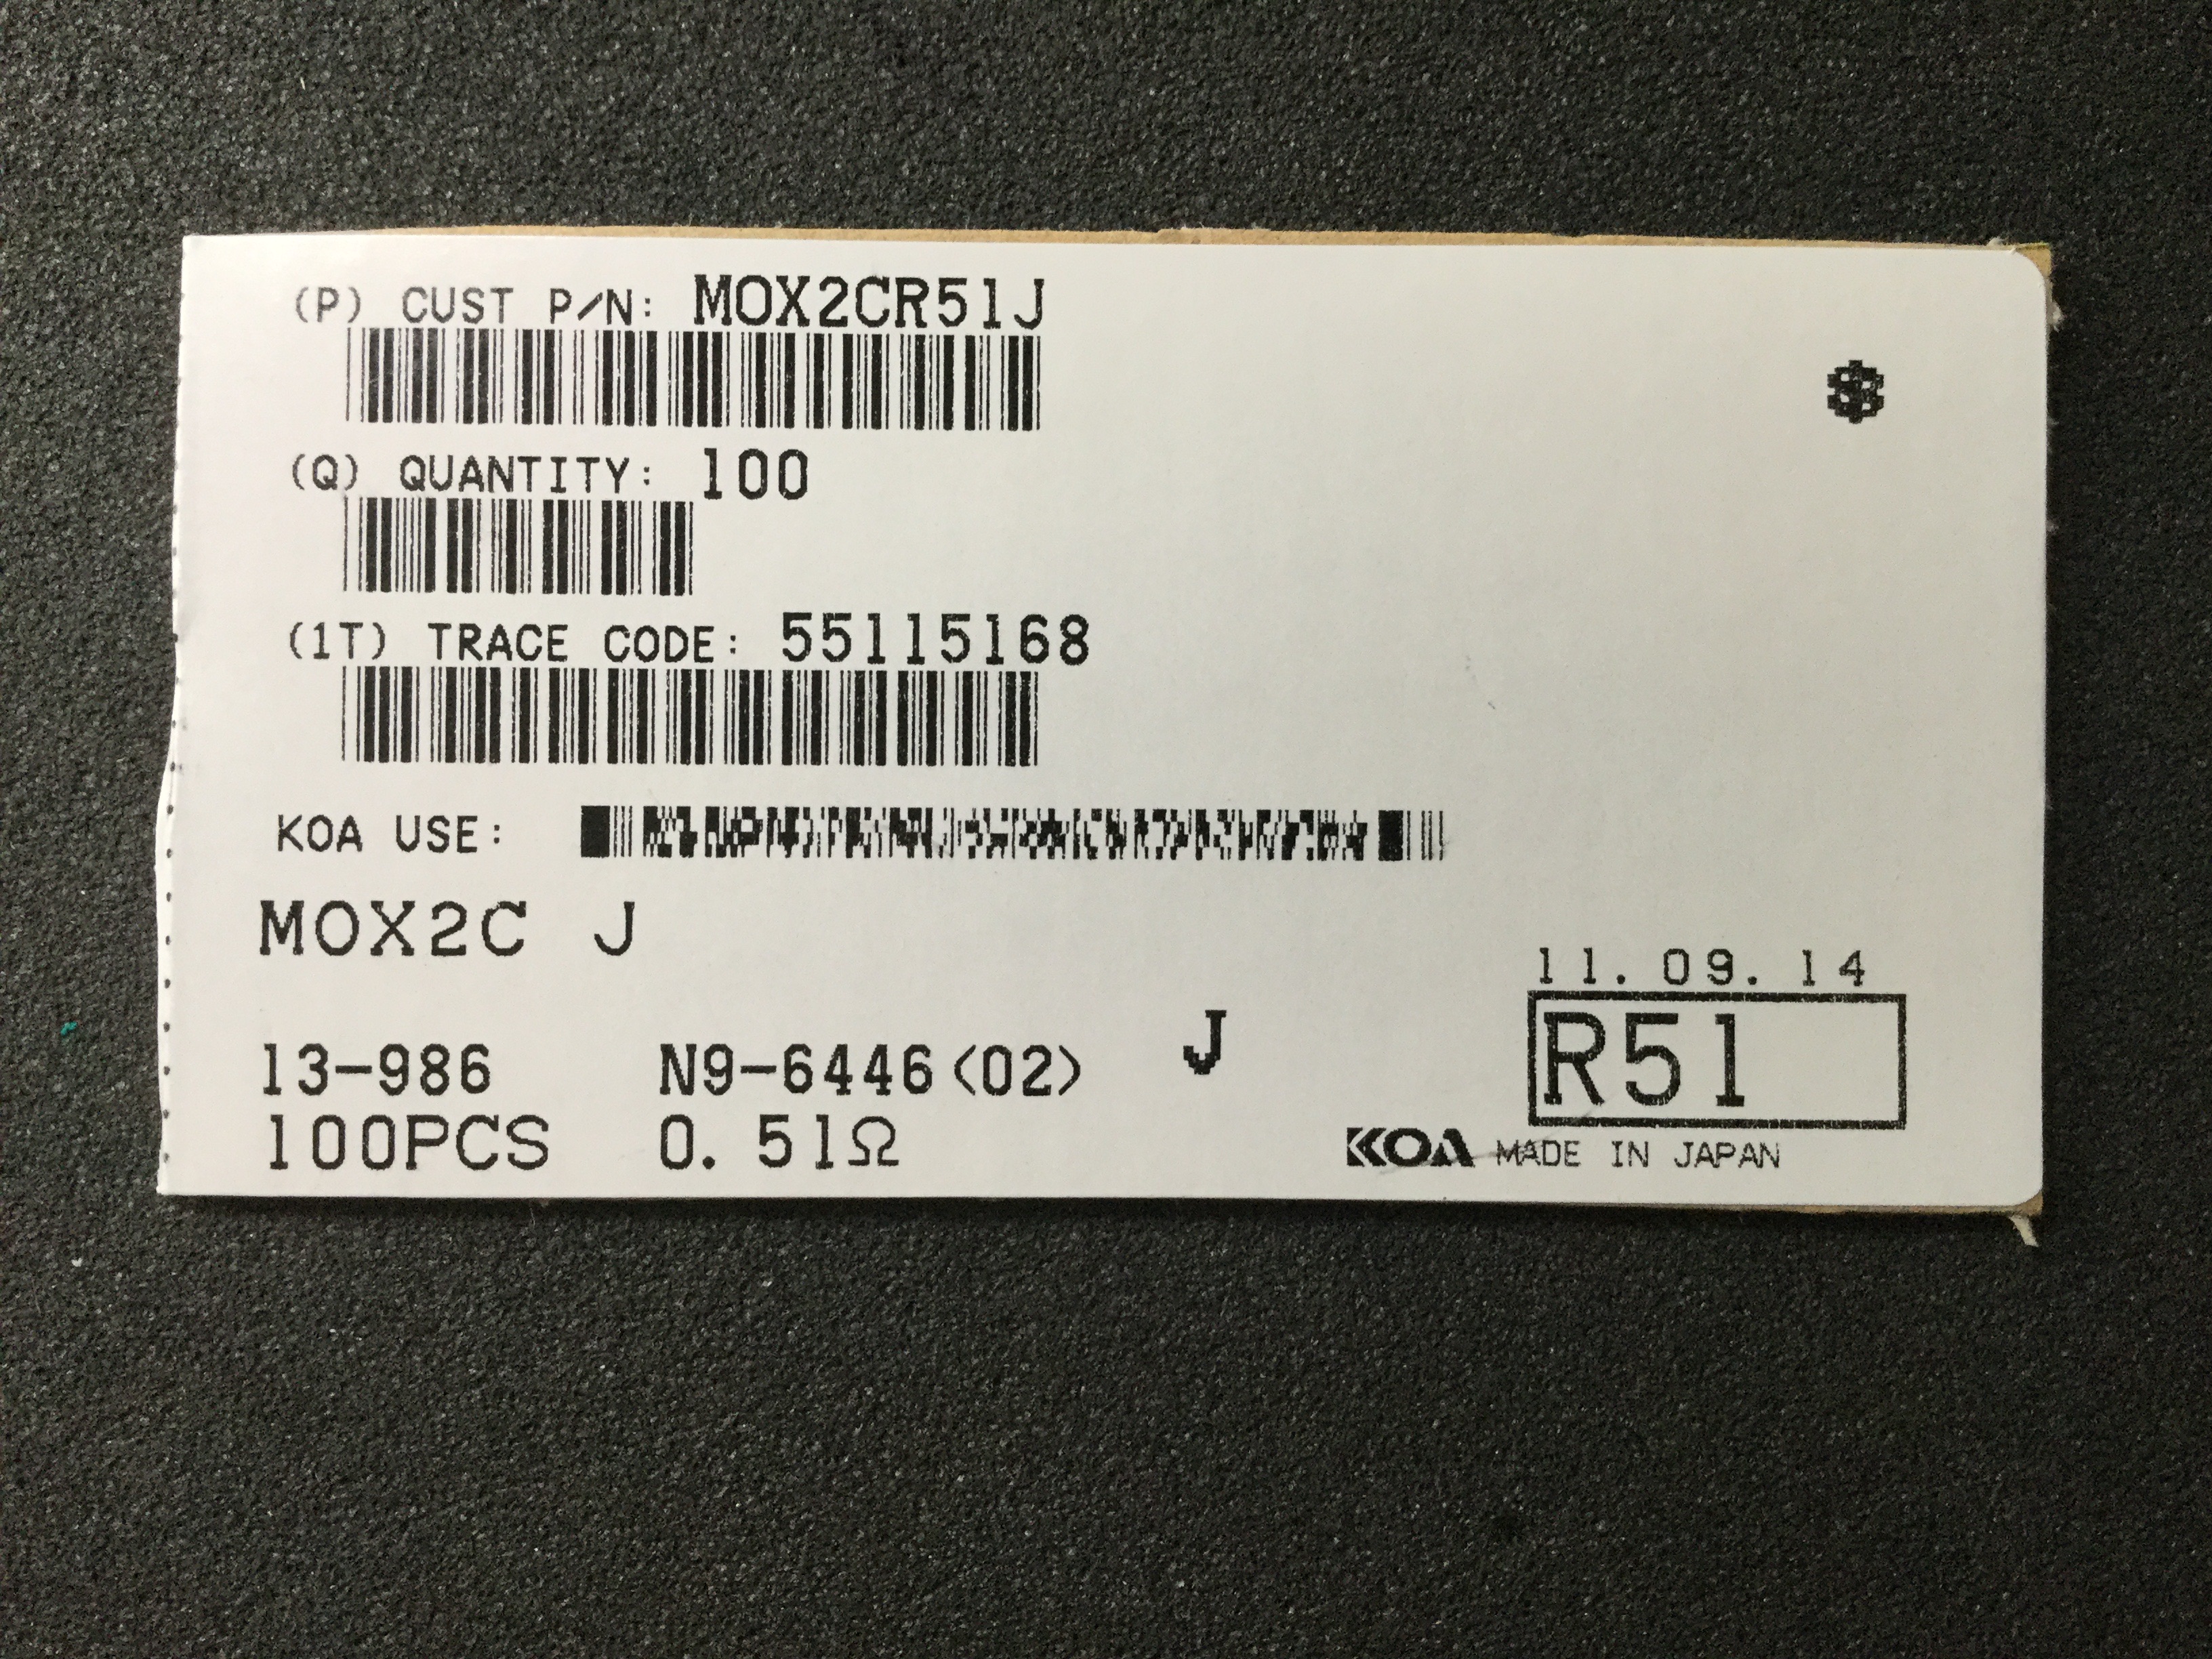 (P) CUST P/N: MOX2CR51J
(Q) QUANTITY: 100
(1T) TRACE CODE: 55115168
KOA USE:
MOX2C J
11. 09. 14
13-986 N9-6446<02> J R51
100PCS 0. 51Ω
KOA MADE IN JAPAN